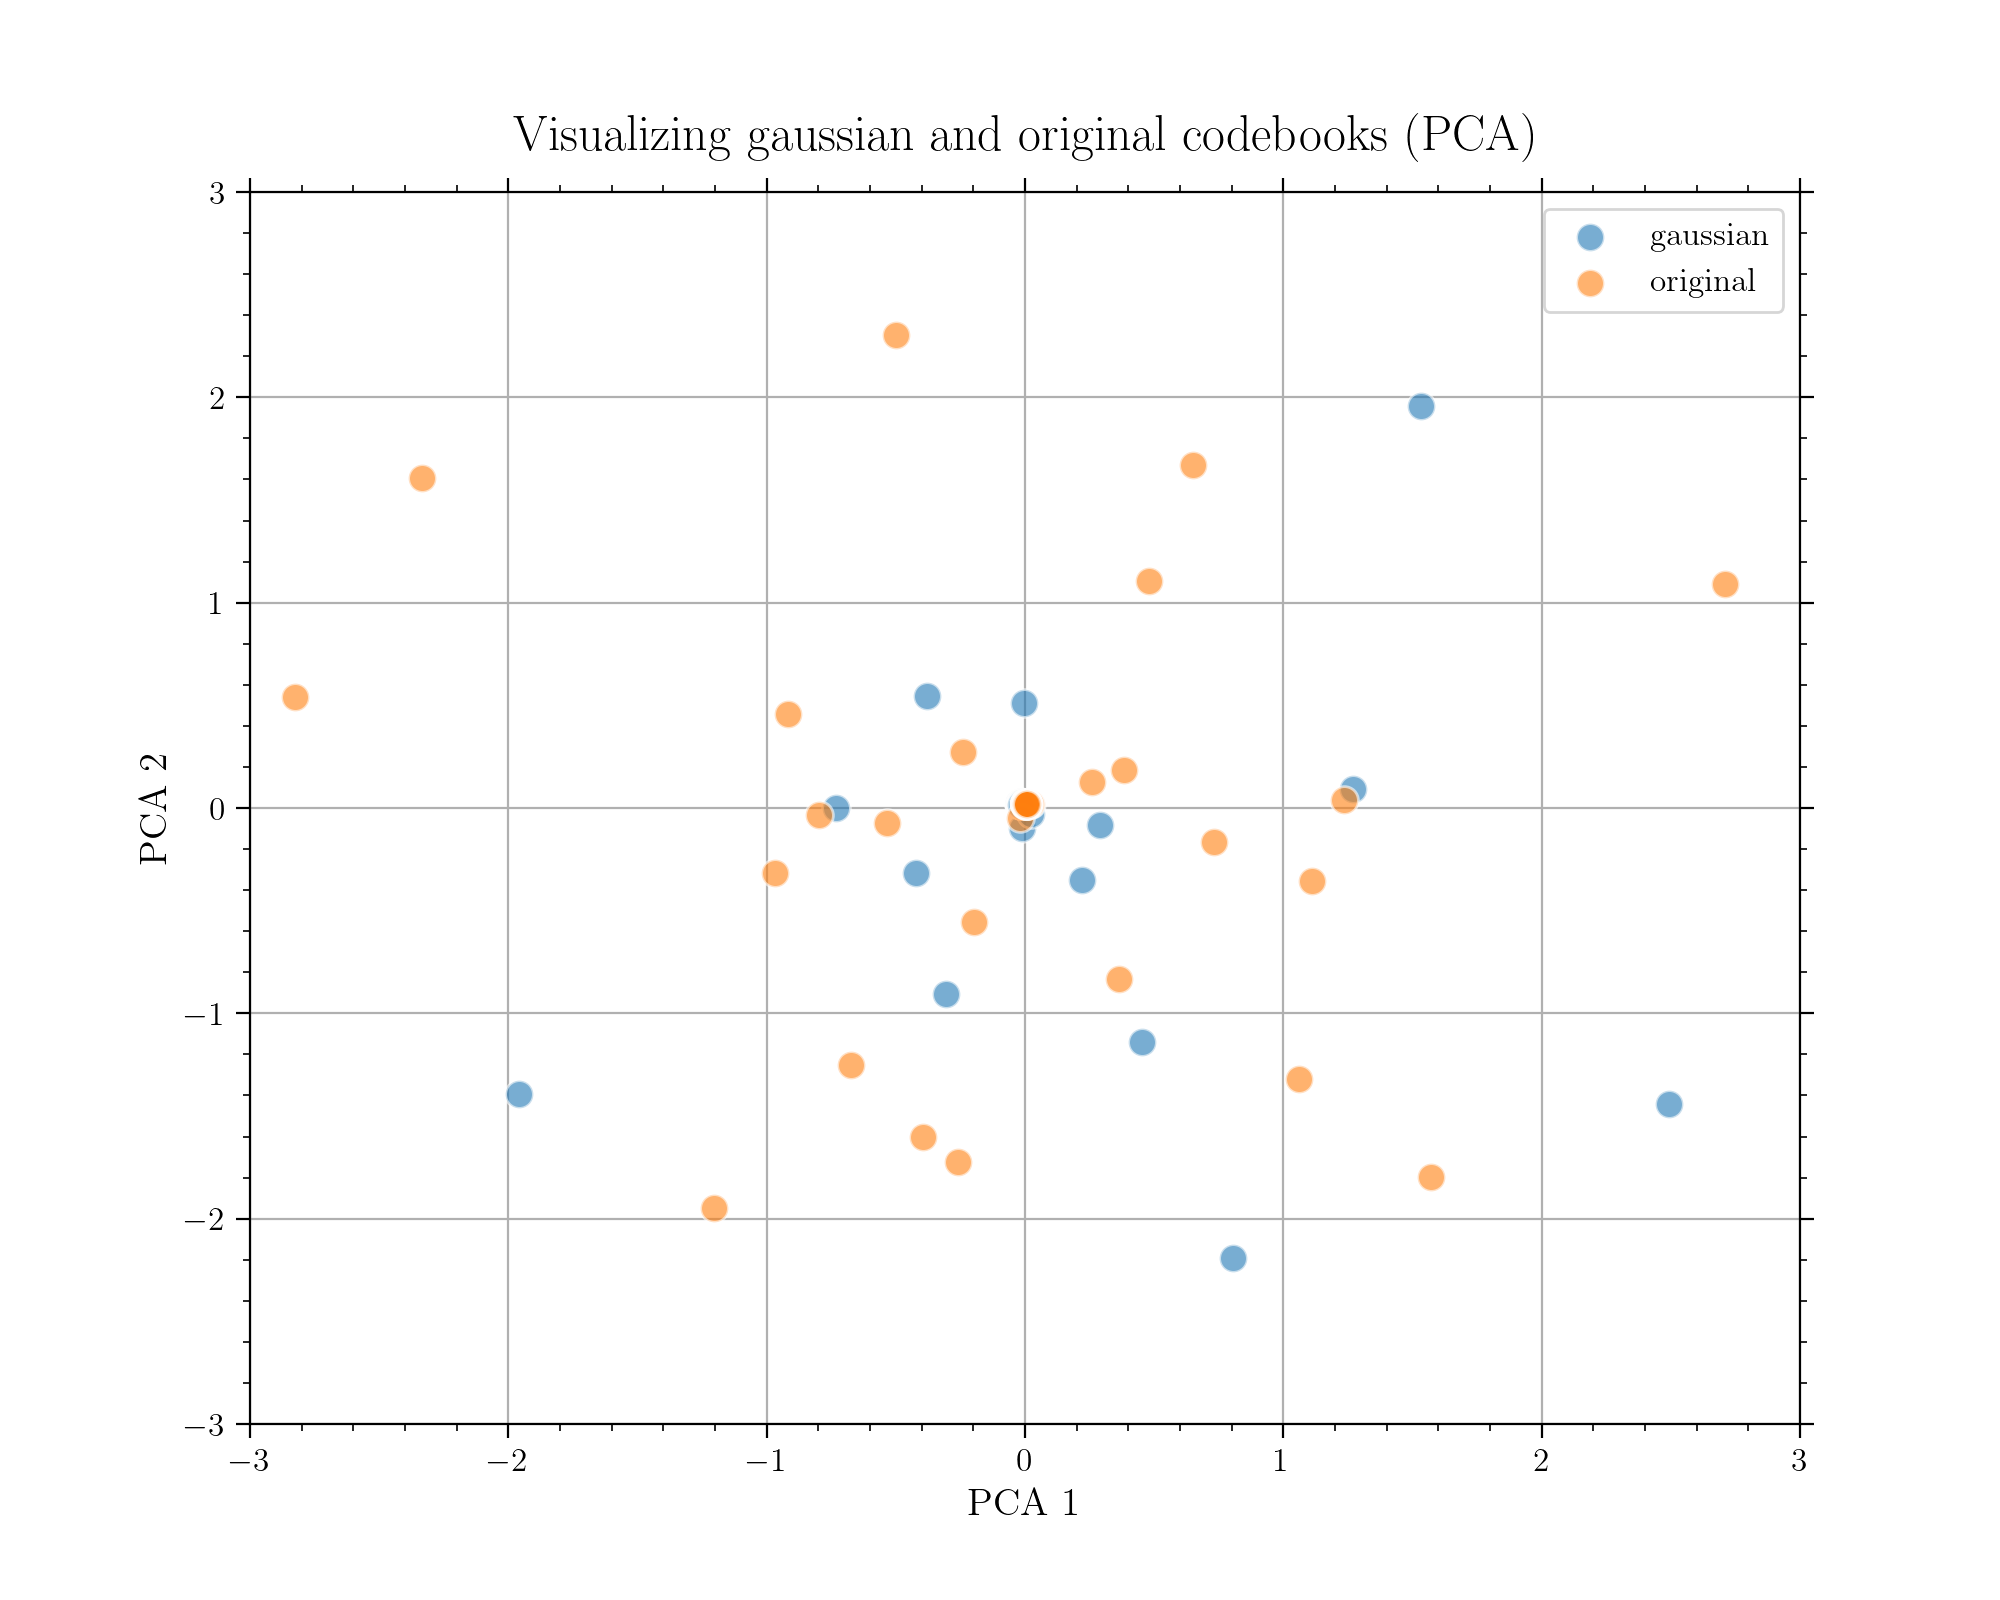 Visualizing gaussian and original codebooks (PCA)
gaussian
original
3
2
1
0
−1
−2
−3
PCA 2
−3 −2 −1 0 1 2 3
PCA 1